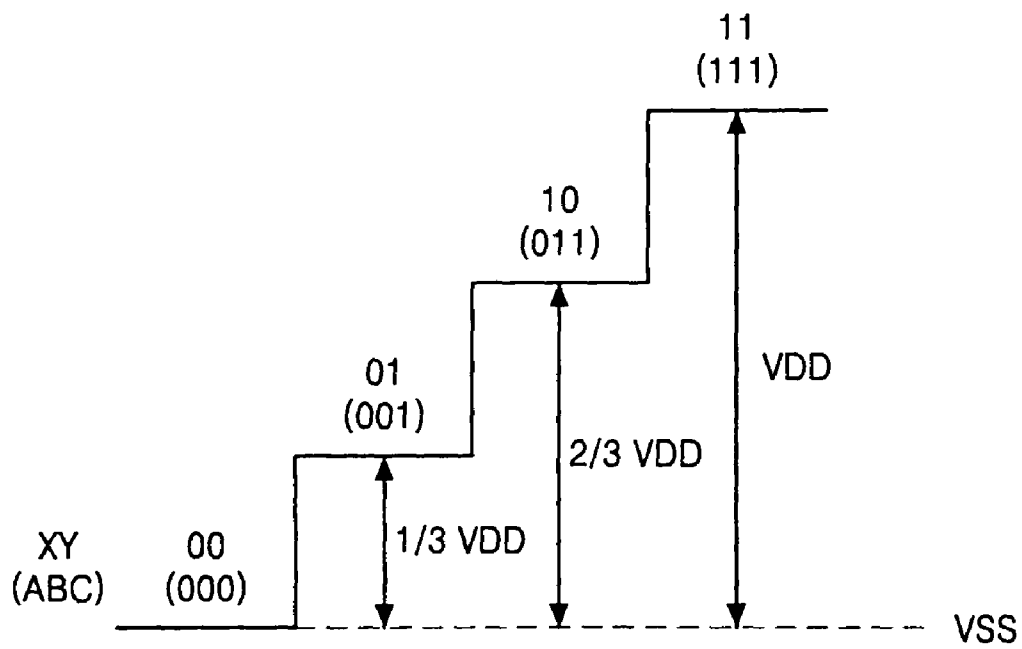 11
(111)
10
(011)
VDD
01
(001)
2/3 VDD
1/3 VDD
XY
(ABC)
00
(000)
VSS